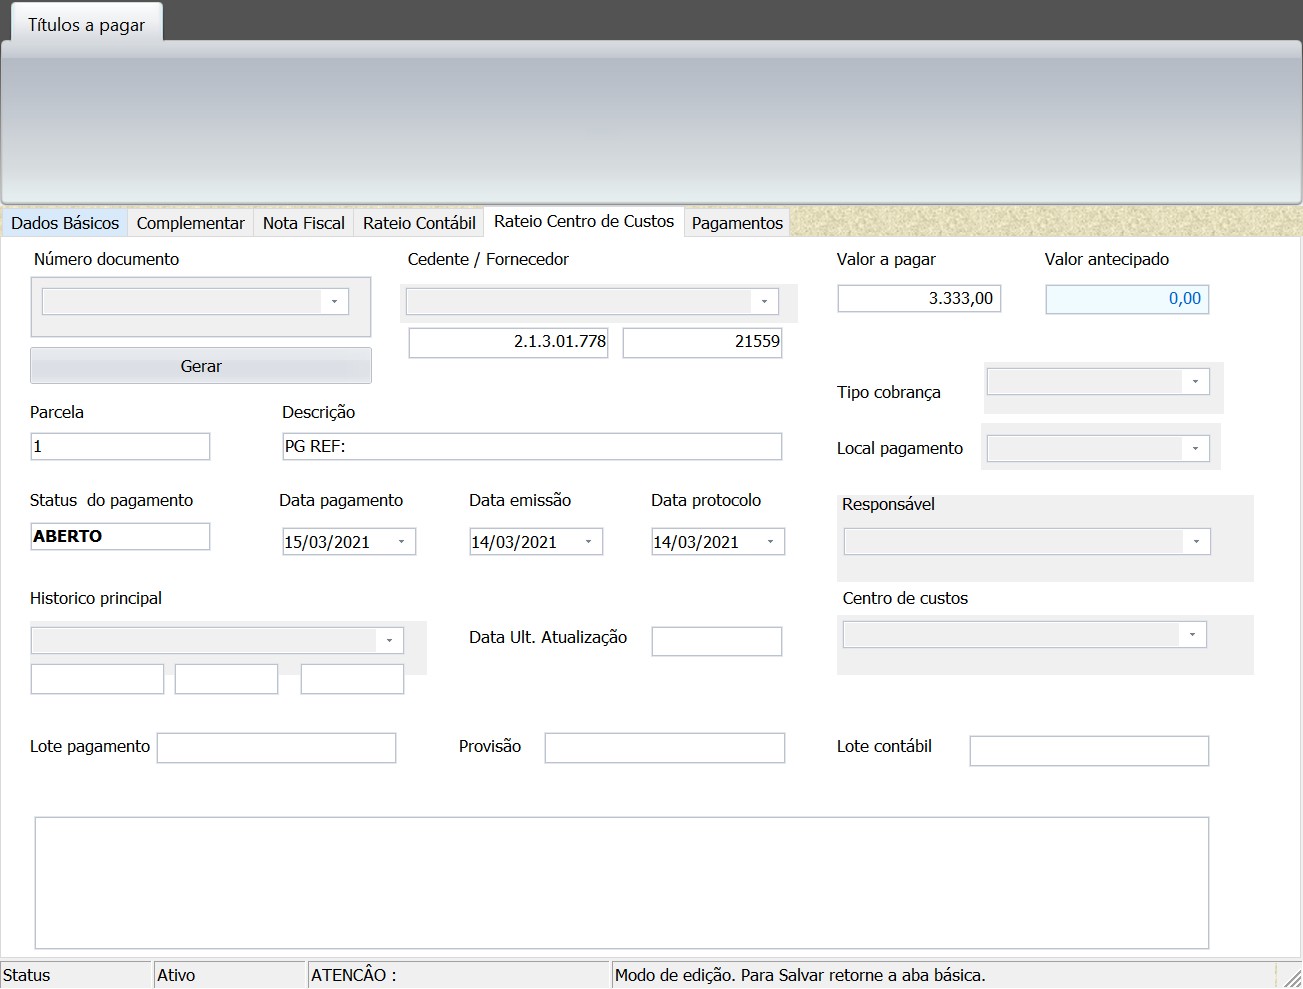 Títulos a pagar
Dados Básicos Complementar Nota Fiscal Rateio Contábil Rateio Centro de Custos Pagamentos
Número documento Cedente / Fornecedor Valor a pagar Valor antecipado
3.333,00 0,00
2.1.3.01.778 21559
Gerar
Tipo cobrança
Parcela Descrição
1 PG REF:
Local pagamento
Status  do pagamento Data pagamento Data emissão Data protocolo Responsável
ABERTO 15/03/2021 14/03/2021 14/03/2021
Historico principal Centro de custos
Data Ult. Atualização
Lote pagamento Provisão Lote contábil
Status Ativo ATENCÂO : Modo de edição. Para Salvar retorne a aba básica.